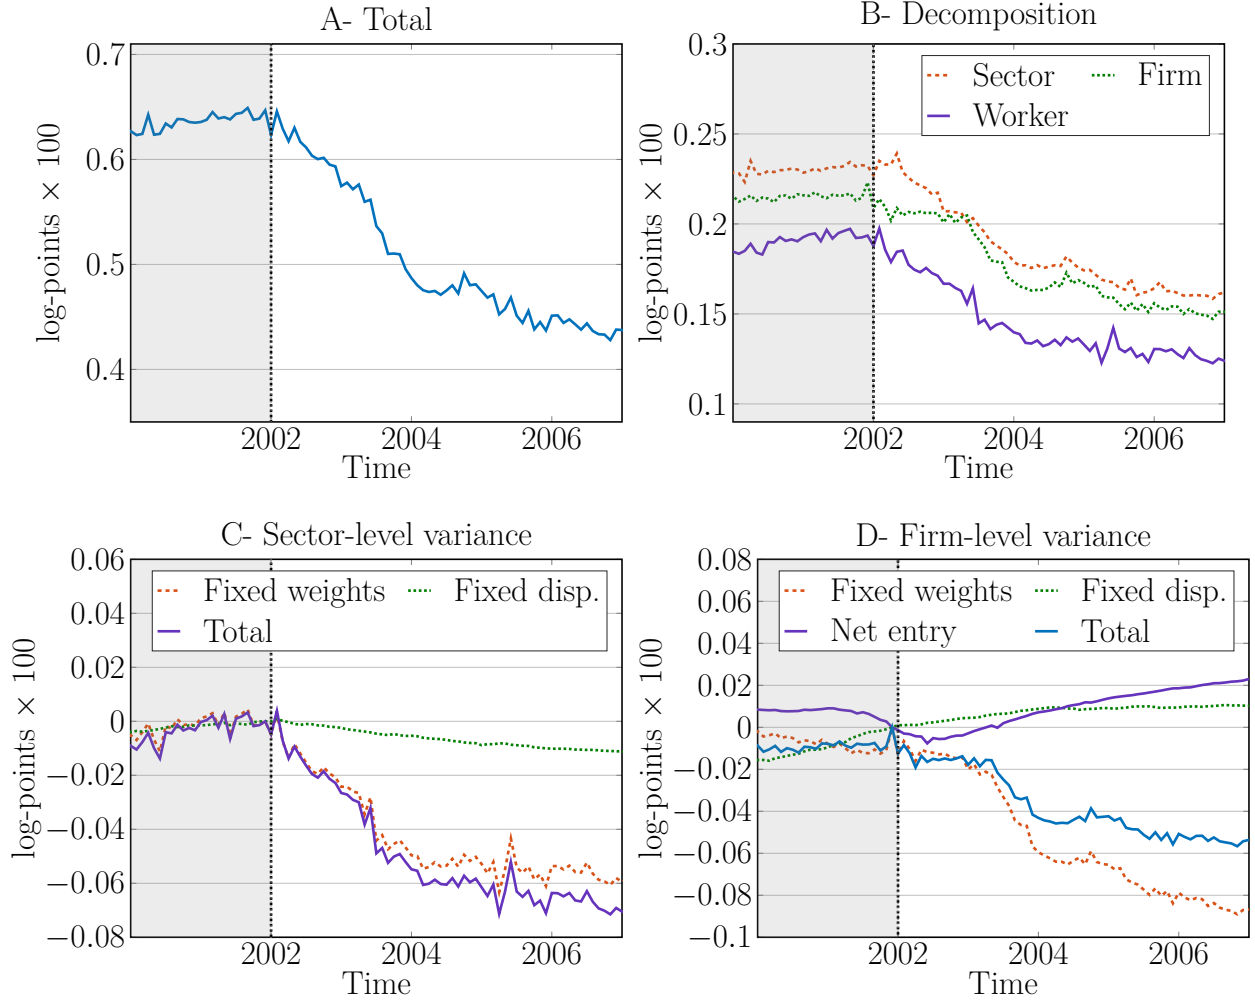 A- Total
0.7
0.6
0.5
0.4
log-points × 100
2002 2004 2006
Time
B- Decomposition
Sector Firm
Worker
0.3
0.25
0.2
0.15
0.1
log-points × 100
2002 2004 2006
Time
C- Sector-level variance
Fixed weights Fixed disp.
Total
0.06
0.04
0.02
0
−0.02
−0.04
−0.06
−0.08
log-points × 100
2002 2004 2006
Time
D- Firm-level variance
Fixed weights Fixed disp.
Net entry Total
0.08
0.06
0.04
0.02
0
−0.02
−0.04
−0.06
−0.08
−0.1
log-points × 100
2002 2004 2006
Time